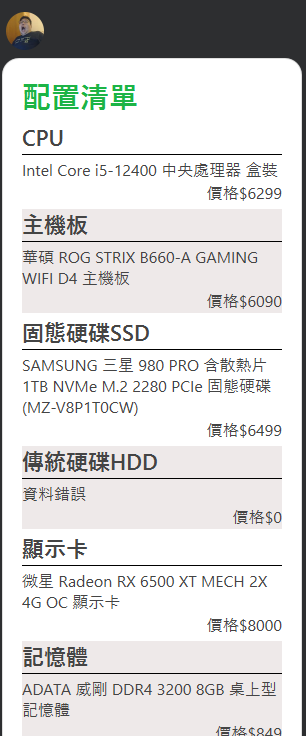 配置清單
CPU
Intel Core i5-12400 中央處理器 盒裝
價格$6299
主機板
華碩 ROG STRIX B660-A GAMING
WIFI D4 主機板
價格$6090
固態硬碟SSD
SAMSUNG 三星 980 PRO 含散熱片
1TB NVMe M.2 2280 PCIe 固態硬碟
(MZ-V8P1T0CW)
價格$6499
傳統硬碟HDD
資料錯誤
價格$0
顯示卡
微星 Radeon RX 6500 XT MECH 2X
4G OC 顯示卡
價格$8000
記憶體
ADATA 威剛 DDR4 3200 8GB 桌上型
記憶體
價格$849